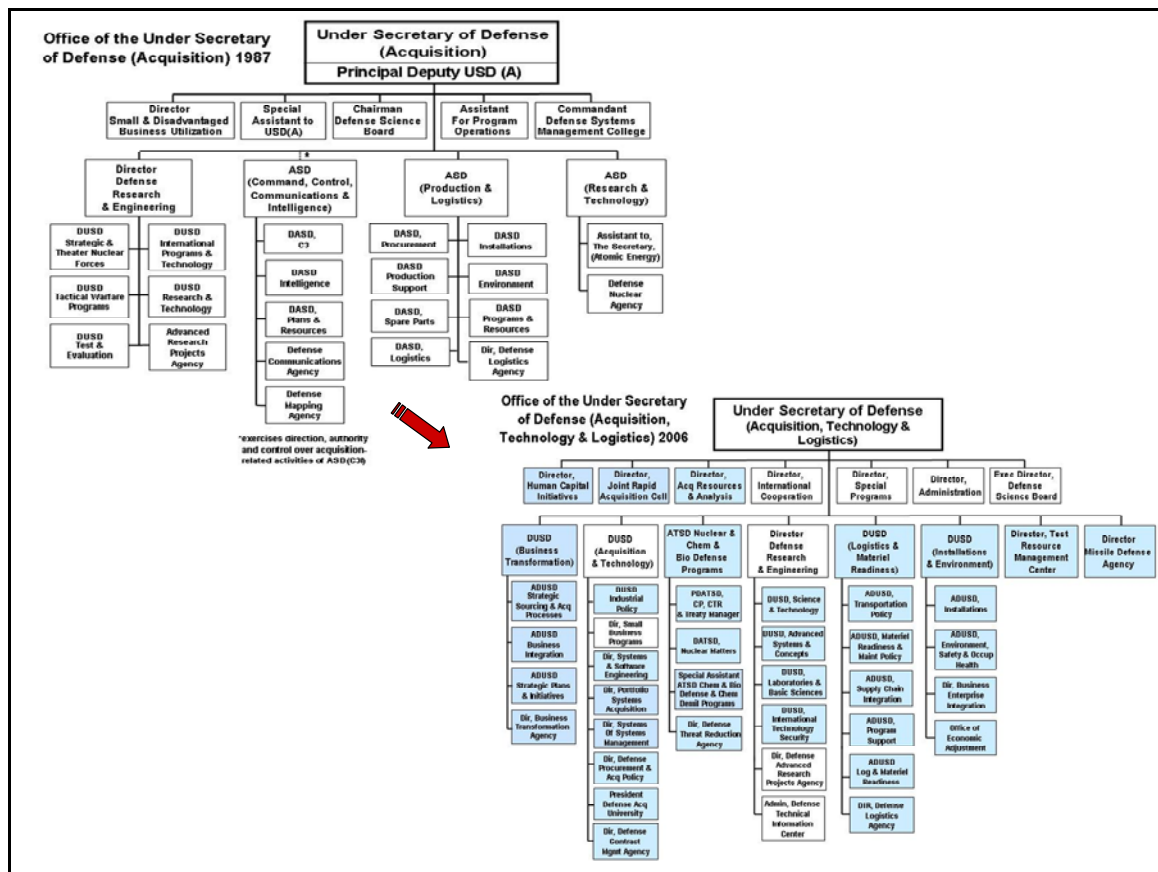 Office of the Under Secretary
of Defense (Acquisition) 1987
Under Secretary of Defense
(Acquisition)
Principal Deputy USD (A)
Director
Small & Disadvantaged
Business Utilization
Special
Assistant to
USD(A)
Chairman
Defense Science
Board
Assistant
For Program
Operations
Commandant
Defense Systems
Management College
*
Director
Defense
Research
& Engineering
ASD
(Command, Control,
Communications &
Intelligence)
ASD
(Production &
Logistics)
ASD
(Research &
Technology)
DUSD
Strategic &
Theater Nuclear
Forces
DUSD
International
Programs &
Technology
DUSD
Tactical Warfare
Programs
DUSD
Research &
Technology
DUSD
Test &
Evaluation
Advanced
Research
Projects
Agency
DASD,
C3
DASD
Intelligence
DASD,
Plans &
Resources
Defense
Communications
Agency
Defense
Mapping
Agency
DASD,
Procurement
DASD
Installations
DASD
Production
Support
DASD
Environment
DASD,
Spare Parts
DASD
Programs
& Resources
DASD,
Logistics
Dir, Defense
Logistics
Agency
Assistant to,
The Secretary,
(Atomic Energy)
Defense
Nuclear
Agency
*exercises direction, authority
and control over acquisition-
related activities of ASD(C3I)
Office of the Under Secretary
of Defense (Acquisition,
Technology & Logistics) 2006
Under Secretary of Defense
(Acquisition, Technology &
Logistics)
Director,
Human Capital
Initiatives
Director,
Joint Rapid
Acquisition Cell
Director,
Acq Resources
& Analysis
Director,
International
Cooperation
Director,
Special
Programs
Director,
Administration
Exec Director,
Defense
Science Board
DUSD
(Business
Transformation)
DUSD
(Acquisition
& Technology)
ATSD Nuclear &
Chem &
Bio Defense
Programs
Director
Defense
Research
& Engineering
DUSD
(Logistics &
Materiel
Readiness)
DUSD
(Installations
& Environment)
Director, Test
Resource
Management
Center
Director
Missile Defense
Agency
ADUSD
Strategic
Sourcing & Acq
Processes
ADUSD
Business
Integration
ADUSD
Strategic Plans
& Initiatives
Dir, Business
Transformation
Agency
DUSD
Industrial
Policy
Dir, Small
Business
Programs
Dir, Systems
& Software
Engineering
Dir, Portfolio
Systems
Acquisition
Dir, Systems
Of Systems
Management
Dir, Defense
Procurement &
Acq Policy
President
Defense Acq
University
Dir, Defense
Contract
Mgmt Agency
PDATSD,
CP, CTR
& Treaty Manager
DATSD,
Nuclear Matters
Special Assistant
ATSD Chem & Bio
Defense & Chem
Demil Programs
Dir, Defense
Threat Reduction
Agency
DUSD, Science
& Technology
DUSD, Advanced
Systems &
Concepts
DUSD,
Laboratories &
Basic Sciences
DUSD,
International
Technology
Security
Dir, Defense
Advanced
Research
Projects Agency
Admin, Defense
Technical
Information
Center
ADUSD,
Transportation
Policy
ADUSD, Materiel
Readiness &
Maint Policy
ADUSD,
Supply Chain
Integration
ADUSD,
Program
Support
ADUSD
Log & Materiel
Readiness
DIR, Defense
Logistics
Agency
ADUSD,
Installations
ADUSD,
Environment,
Safety & Occup
Health
Dir, Business
Enterprise
Integration
Office of
Economic
Adjustment